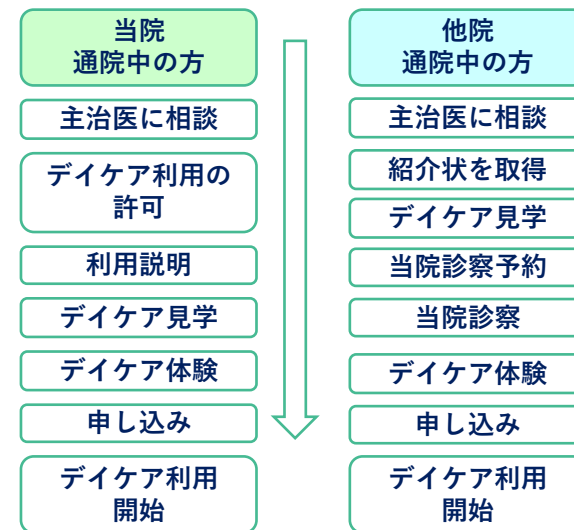 当院
通院中の方
主治医に相談
デイケア利用の
許可
利用説明
デイケア見学
デイケア体験
申し込み
デイケア利用
開始
他院
通院中の方
主治医に相談
紹介状を取得
デイケア見学
当院診察予約
当院診察
デイケア体験
申し込み
デイケア利用
開始